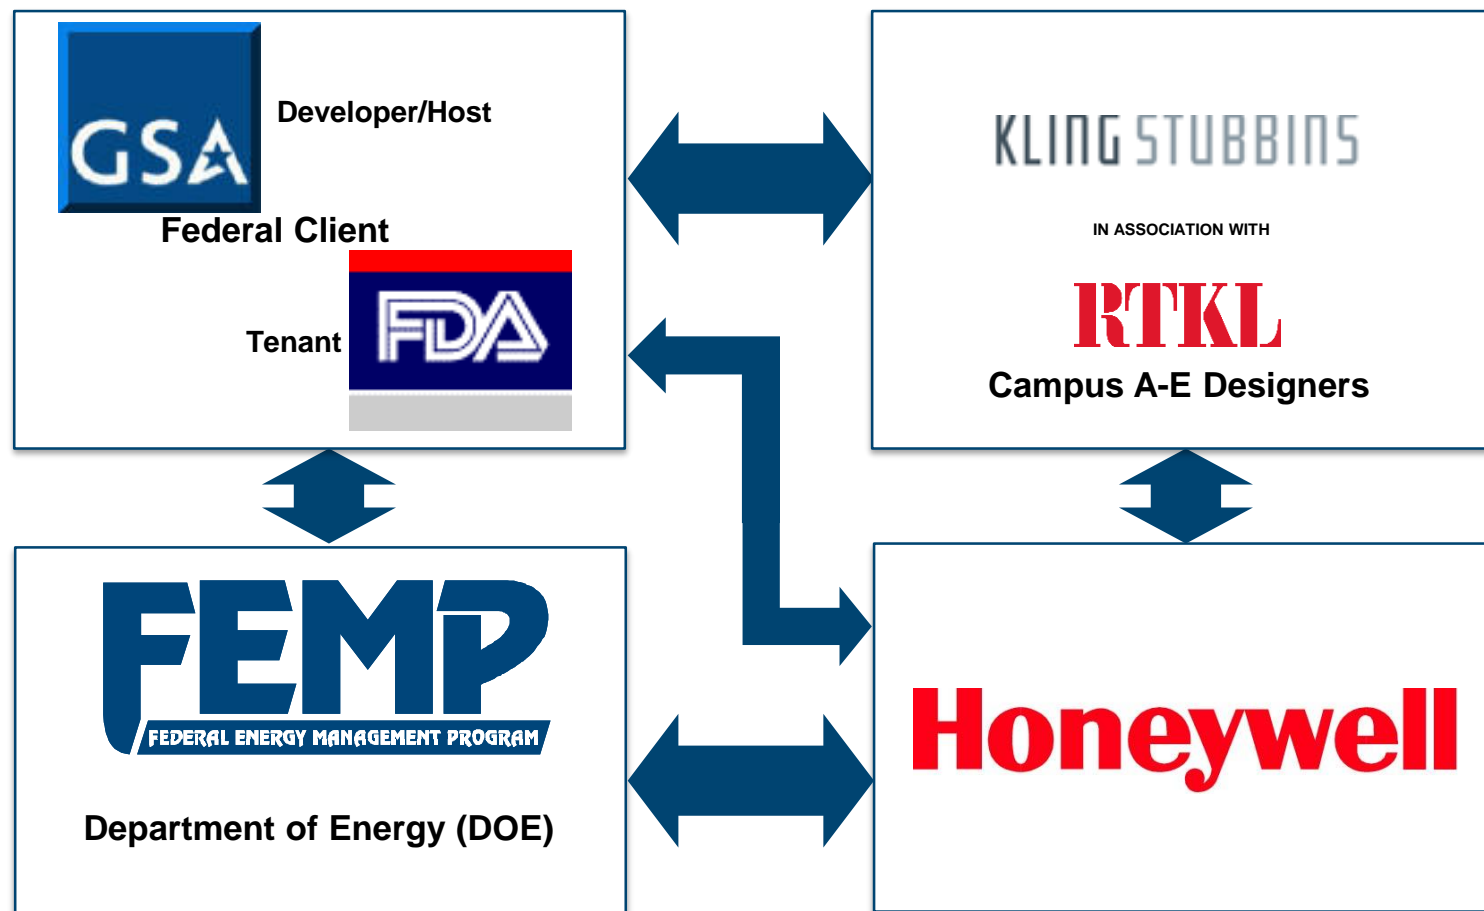 GSA
Developer/Host
Federal Client
Tenant
FDA
KLING STUBBINS
IN ASSOCIATION WITH
RTKL
Campus A-E Designers
FEMP
FEDERAL ENERGY MANAGEMENT PROGRAM
Department of Energy (DOE)
Honeywell